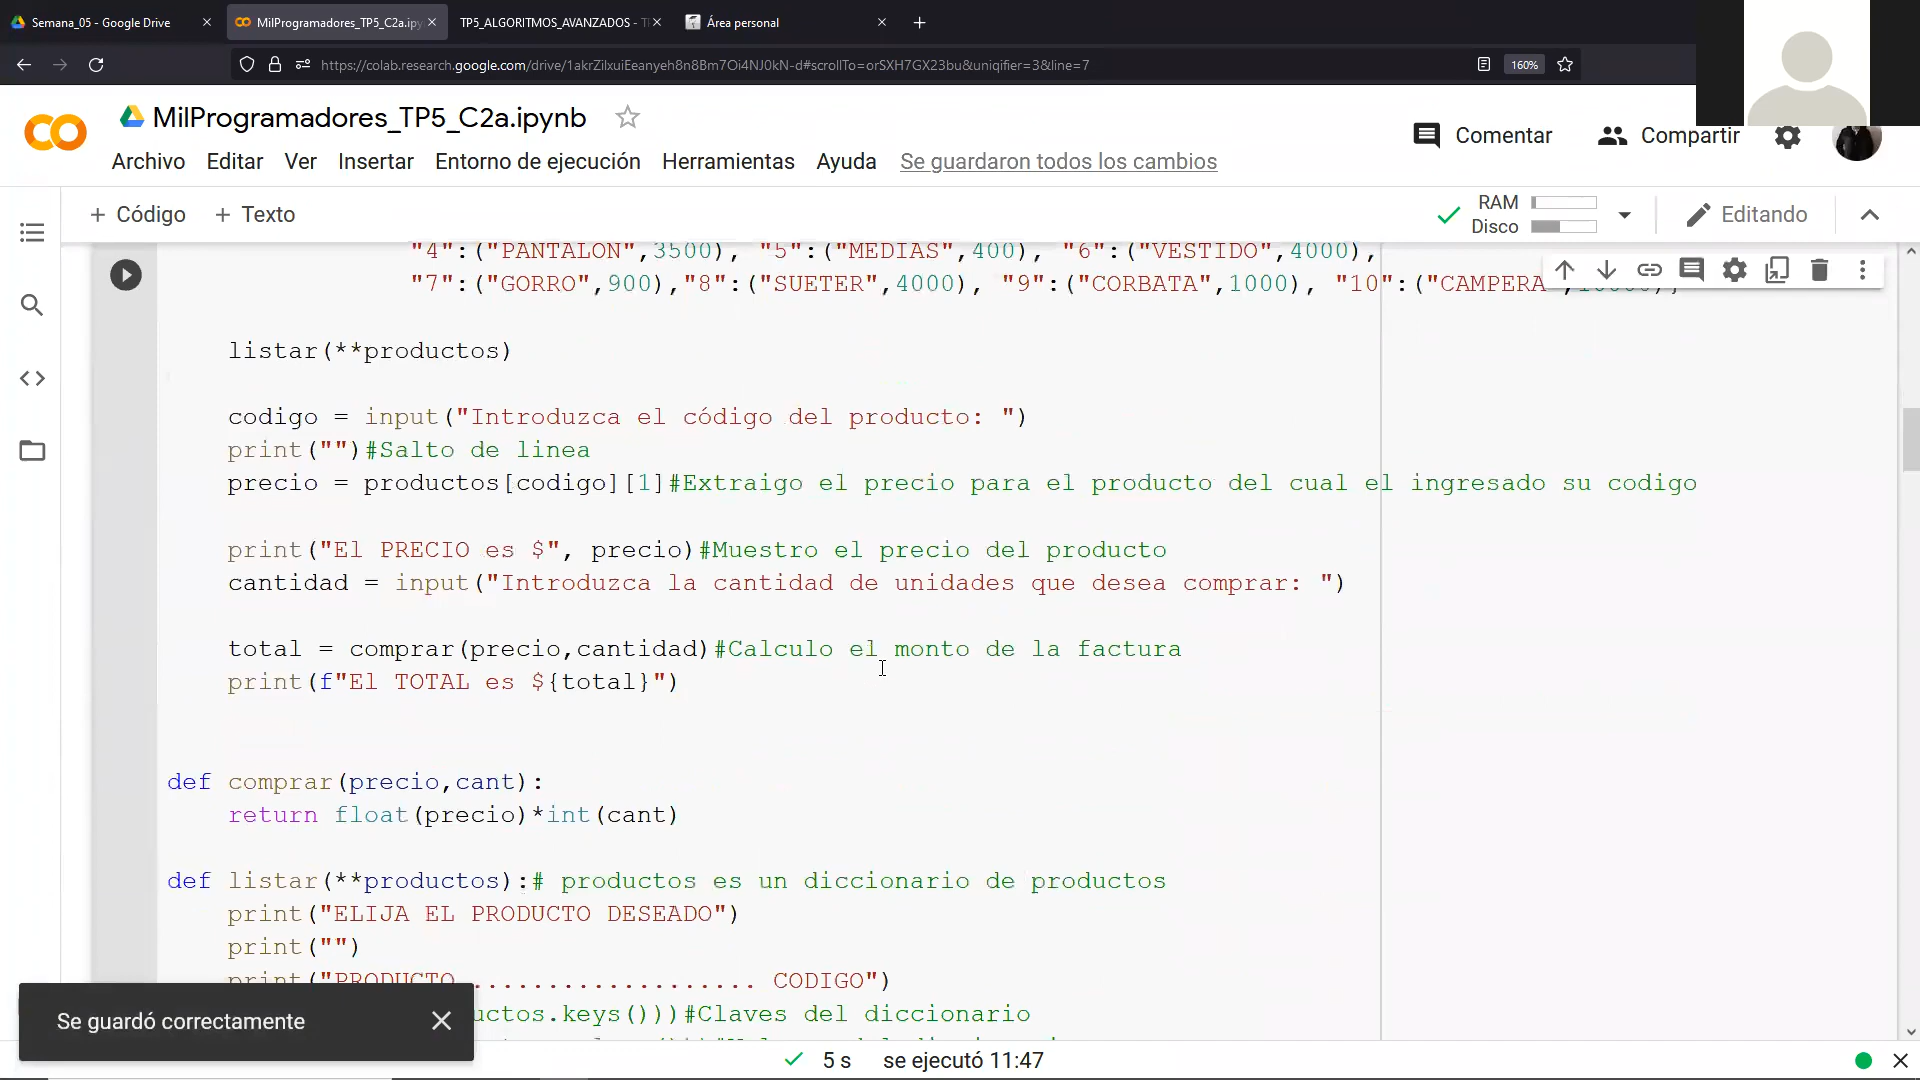 Semana_05 - Google Drive
MilProgramadores_TP5_C2a.ipy
TP5_ALGORITMOS_AVANZADOS -
Área personal
https://colab.research.google.com/drive/1akrZilxuiEeanyeh8n8Bm7Oi4NJ0kN-d#scrollTo=orSXH7GX23bu&uniqifier=3&line=7
160%
MilProgramadores_TP5_C2a.ipynb
Comentar
Compartir
Archivo Editar Ver Insertar Entorno de ejecución Herramientas Ayuda Se guardaron todos los cambios
+ Código + Texto
RAM
Disco
Editando
"4":("PANTALON",3500), "5":("MEDIAS",400), "6":("VESTIDO",4000),
"7":("GORRO",900),"8":("SUETER",4000), "9":("CORBATA",1000), "10":("CAMPERA"
listar(**productos)
codigo = input("Introduzca el código del producto: ")
print("")#Salto de linea
precio = productos[codigo][1]#Extraigo el precio para el producto del cual el ingresado su codigo
print("El PRECIO es $", precio)#Muestro el precio del producto
cantidad = input("Introduzca la cantidad de unidades que desea comprar: ")
total = comprar(precio,cantidad)#Calculo el monto de la factura
print(f"El TOTAL es ${total}")
def comprar(precio,cant):
return float(precio)*int(cant)
def listar(**productos):# productos es un diccionario de productos
print("ELIJA EL PRODUCTO DESEADO")
print("")
print("PRODUCTO ................... CODIGO")
uctos.keys()))#Claves del diccionario
Se guardó correctamente
5 s se ejecutó 11:47